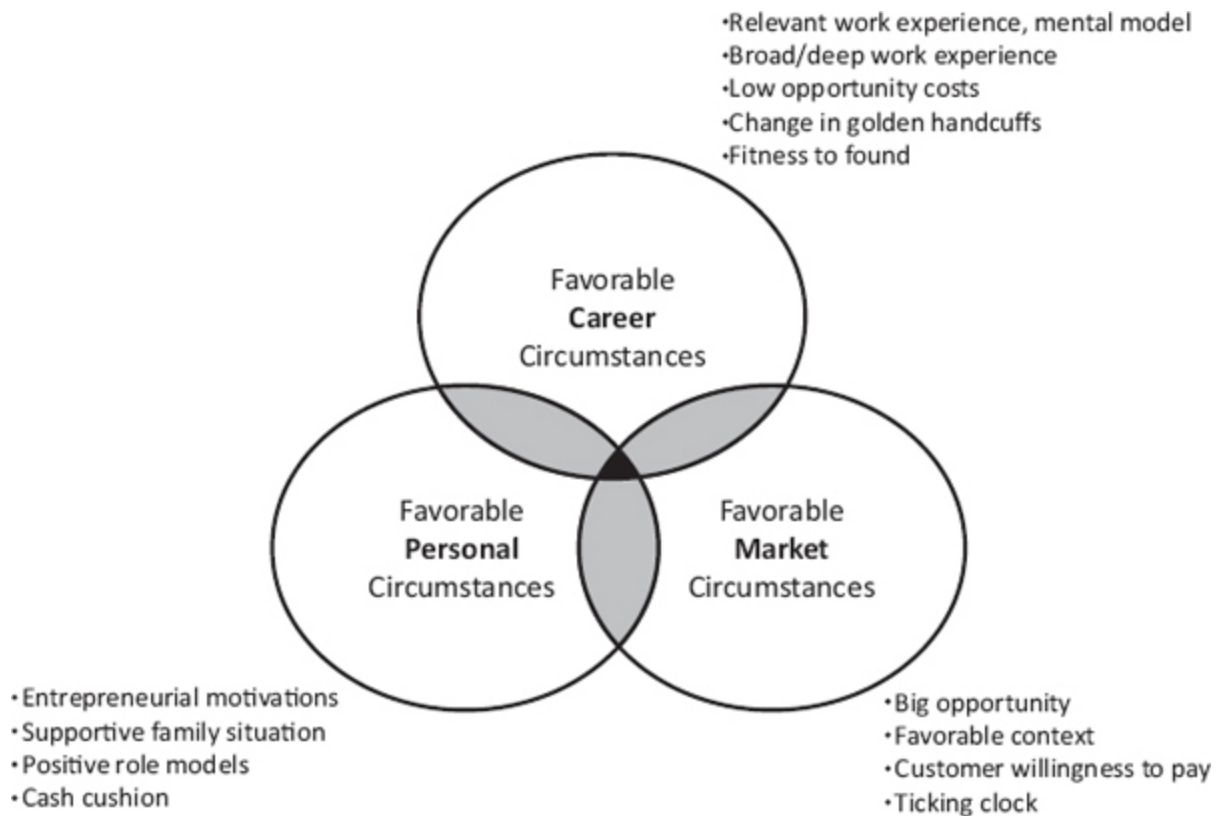 •Relevant work experience, mental model
•Broad/deep work experience
•Low opportunity costs
•Change in golden handcuffs
•Fitness to found
Favorable
Career
Circumstances
Favorable
Personal
Circumstances
Favorable
Market
Circumstances
•Entrepreneurial motivations
•Supportive family situation
•Positive role models
•Cash cushion
•Big opportunity
•Favorable context
•Customer willingness to pay
•Ticking clock